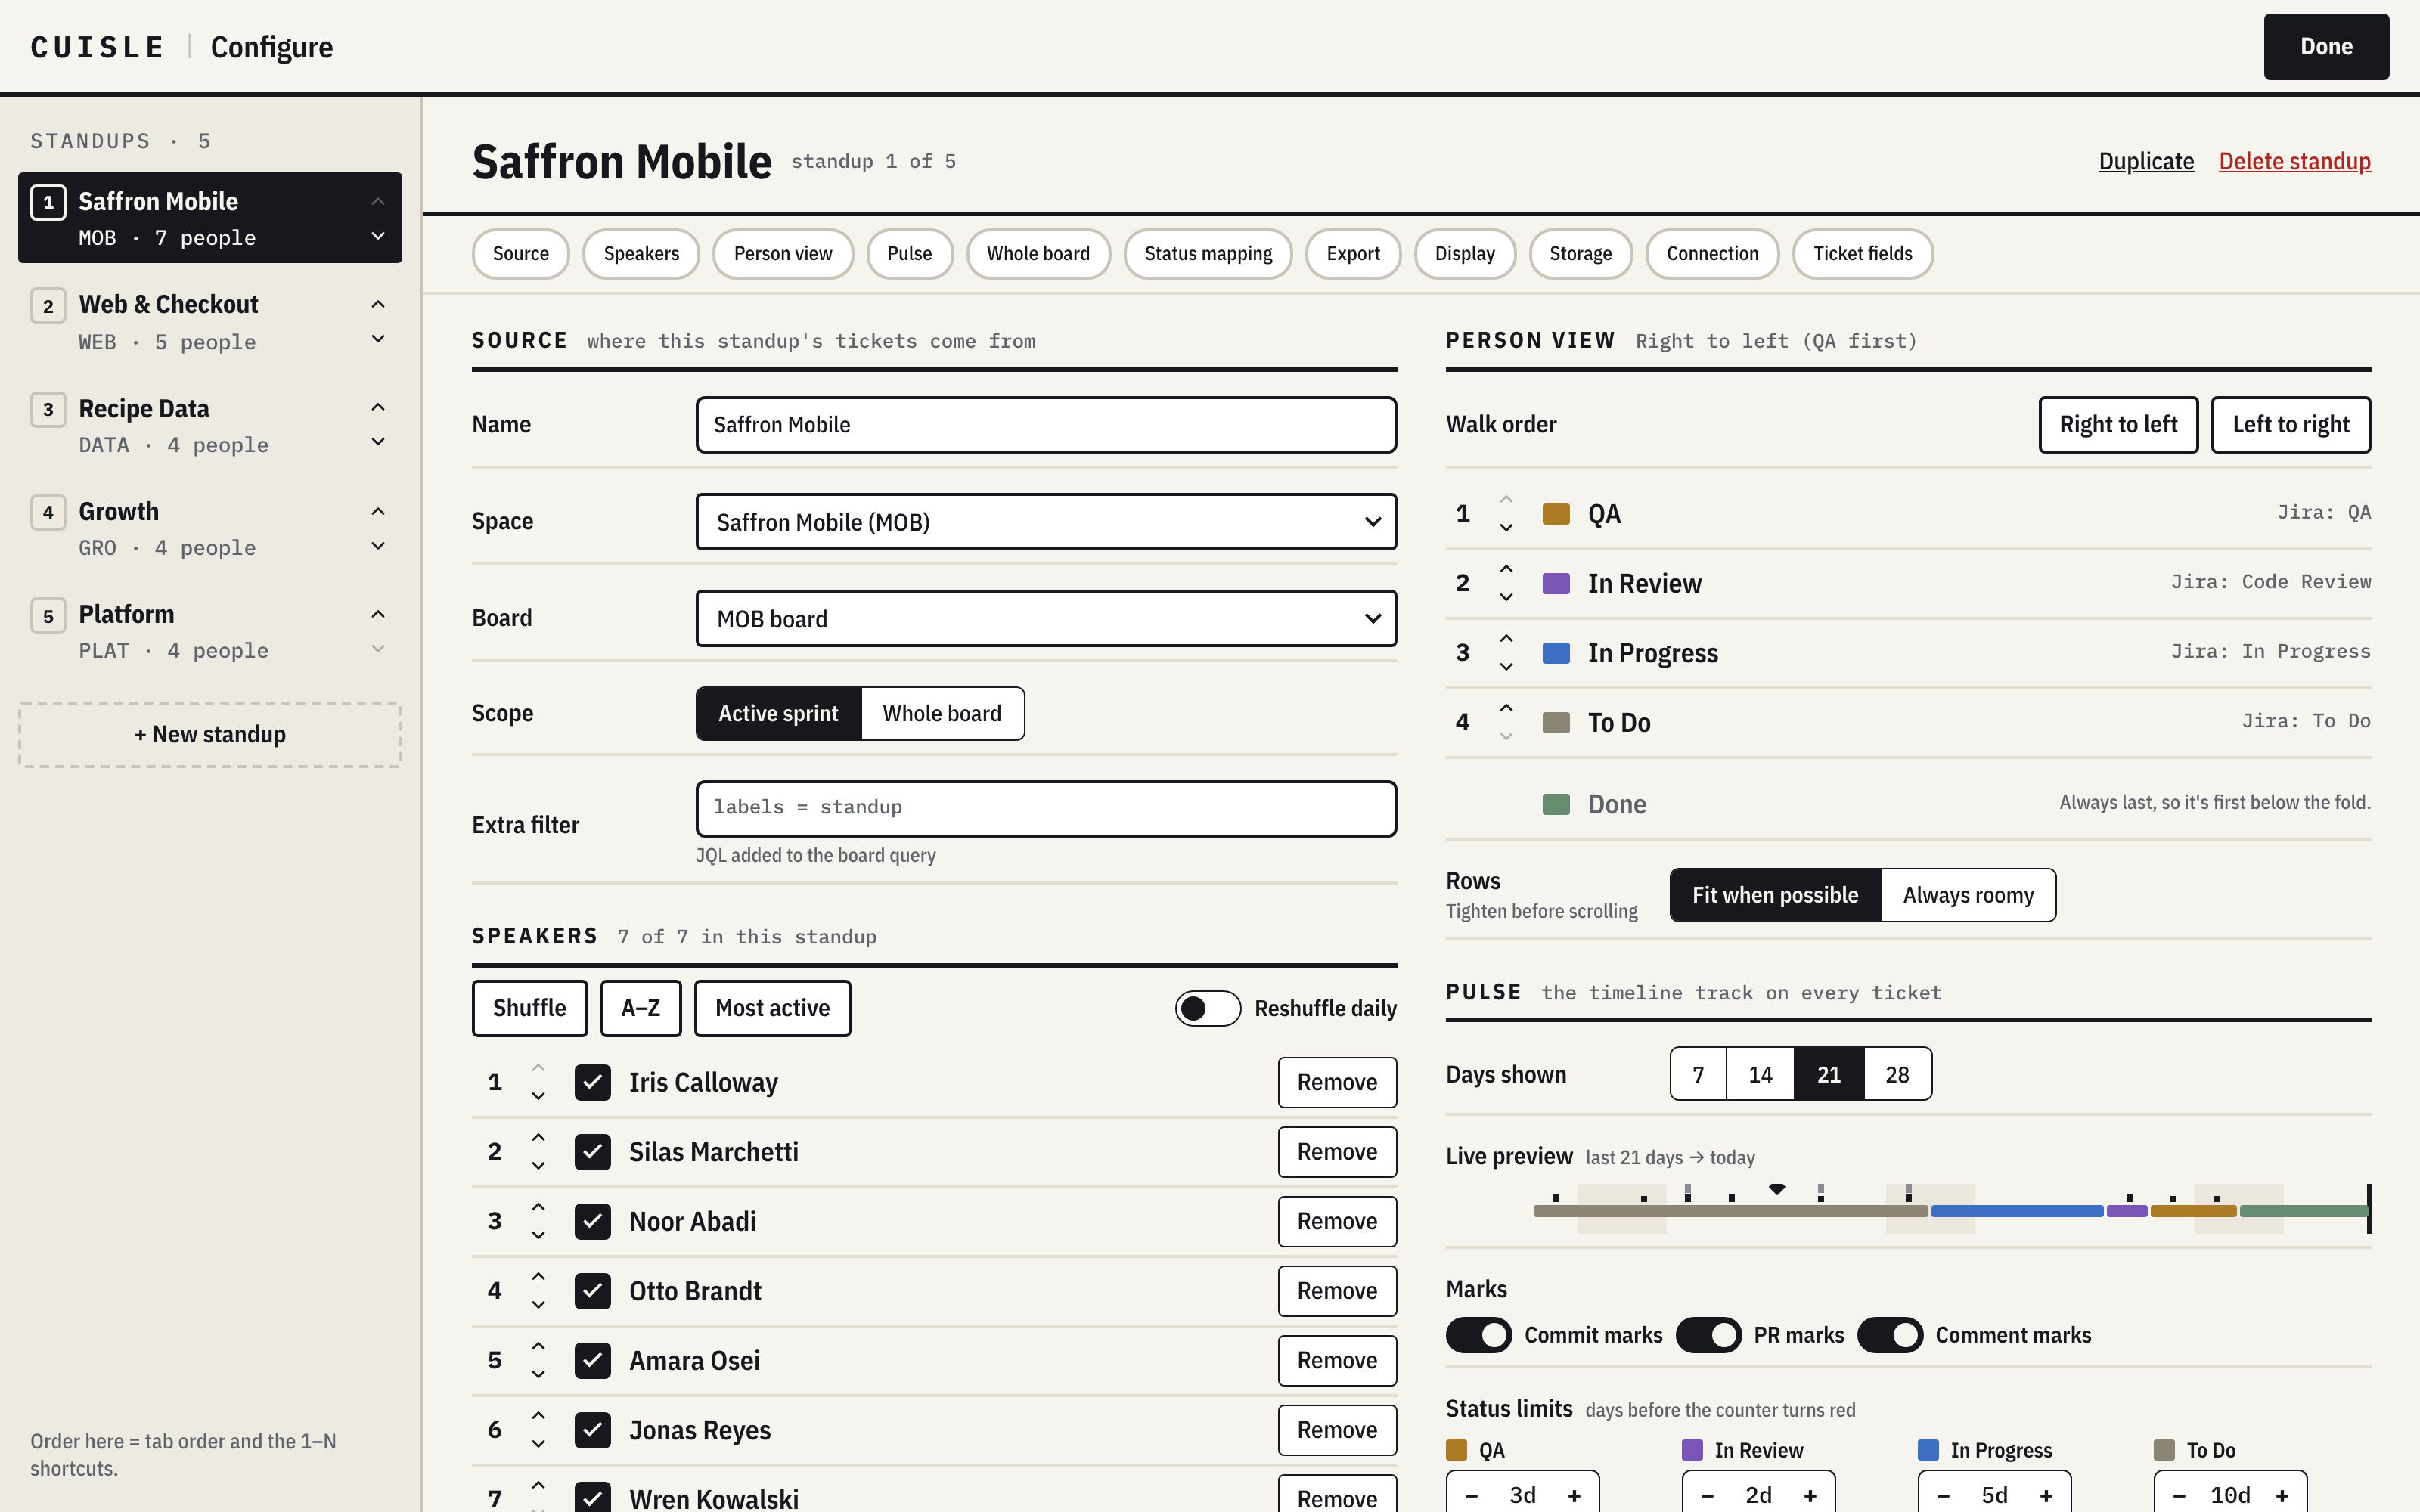 CUISLE
Configure
Done
STANDUPS · 5
1
Saffron Mobile
MOB · 7 people
2
Web & Checkout
WEB · 5 people
3
Recipe Data
DATA · 4 people
4
Growth
GRO · 4 people
5
Platform
PLAT · 4 people
+ New standup
Order here = tab order and the 1–N
shortcuts.
Saffron Mobile
standup 1 of 5
Duplicate
Delete standup
Source
Speakers
Person view
Pulse
Whole board
Status mapping
Export
Display
Storage
Connection
Ticket fields
SOURCE where this standup's tickets come from
Name
Saffron Mobile
Space
Saffron Mobile (MOB)
Board
MOB board
Scope
Active sprint
Whole board
Extra filter
labels = standup
JQL added to the board query
SPEAKERS 7 of 7 in this standup
Shuffle
A–Z
Most active
Reshuffle daily
1 Iris Calloway Remove
2 Silas Marchetti Remove
3 Noor Abadi Remove
4 Otto Brandt Remove
5 Amara Osei Remove
6 Jonas Reyes Remove
7 Wren Kowalski Remove
PERSON VIEW Right to left (QA first)
Walk order
Right to left
Left to right
1 QA Jira: QA
2 In Review Jira: Code Review
3 In Progress Jira: In Progress
4 To Do Jira: To Do
Done Always last, so it's first below the fold.
Rows
Tighten before scrolling
Fit when possible
Always roomy
PULSE the timeline track on every ticket
Days shown
7
14
21
28
Live preview last 21 days → today
Marks
Commit marks
PR marks
Comment marks
Status limits days before the counter turns red
QA
In Review
In Progress
To Do
− 3d +
− 2d +
− 5d +
− 10d +